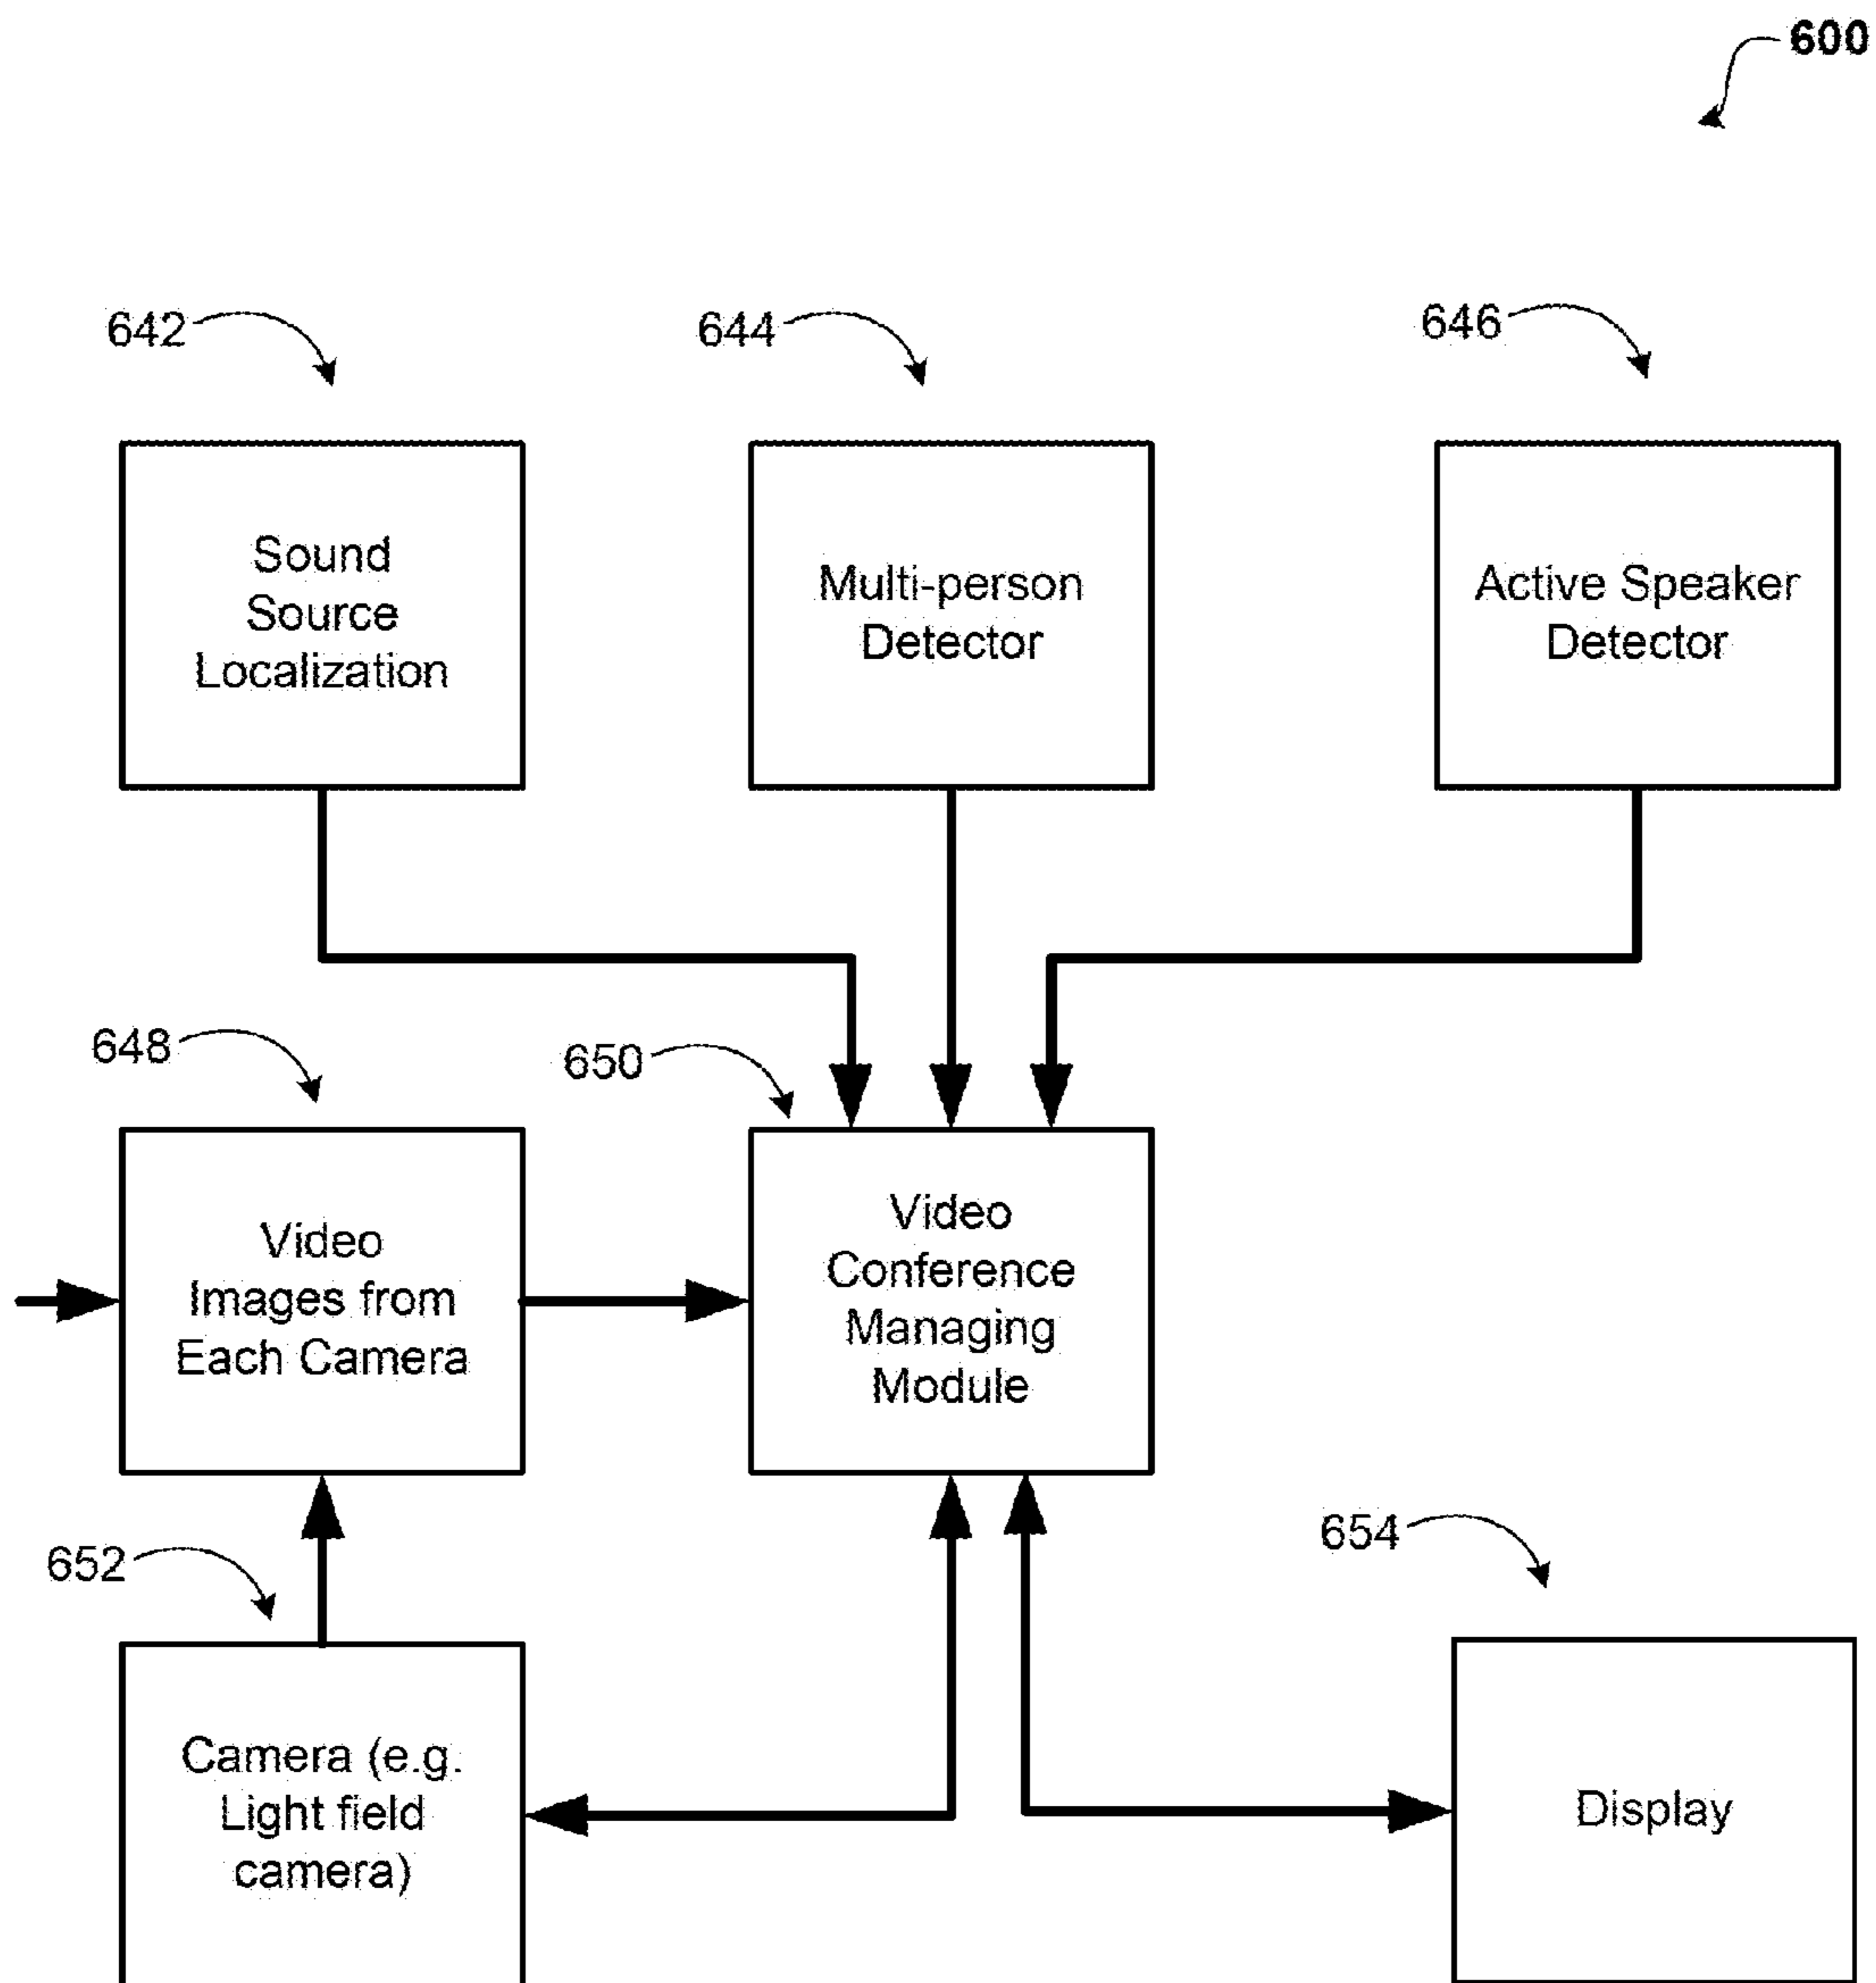 600
642
644
646
Sound
Source
Localization
Multi-person
Detector
Active Speaker
Detector
648
650
Video
Images from
Each Camera
Video
Conference
Managing
Module
652
654
Camera (e.g.
Light field
camera)
Display